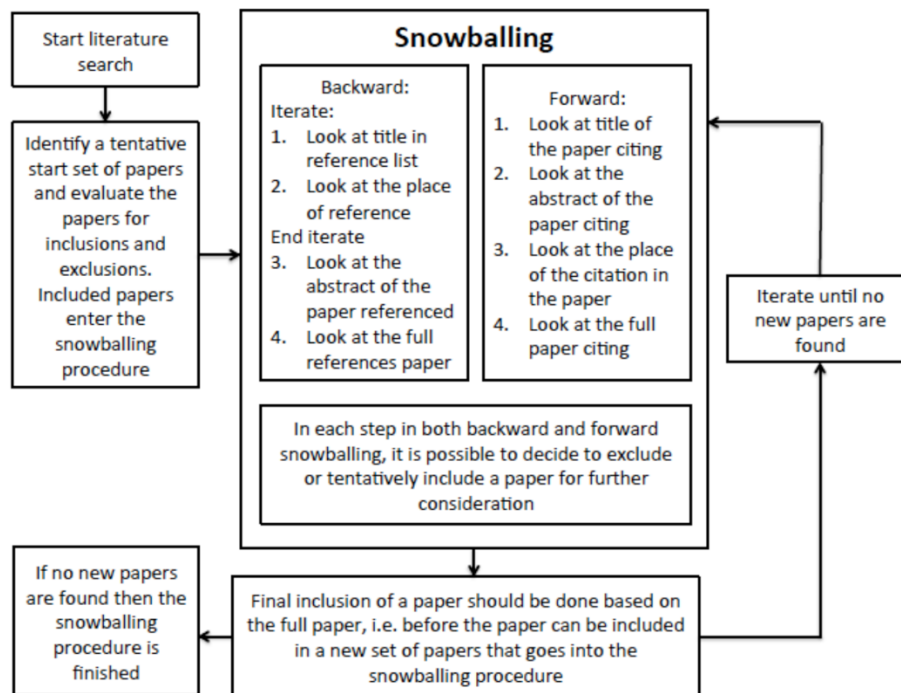 Start literature
search
Identify a tentative
start set of papers
and evaluate the
papers for
inclusions and
exclusions.
Included papers
enter the
snowballing
procedure
Snowballing
Backward:
Iterate:
1. Look at title in
reference list
2. Look at the place
of reference
End iterate
3. Look at the
abstract of the
paper referenced
4. Look at the full
references paper
Forward:
1. Look at title of
the paper citing
2. Look at the
abstract of the
paper citing
3. Look at the place
of the citation in
the paper
4. Look at the full
paper citing
In each step in both backward and forward
snowballing, it is possible to decide to exclude
or tentatively include a paper for further
consideration
Iterate until no
new papers are
found
If no new papers
are found then the
snowballing
procedure is
finished
Final inclusion of a paper should be done based on
the full paper, i.e. before the paper can be included
in a new set of papers that goes into the
snowballing procedure